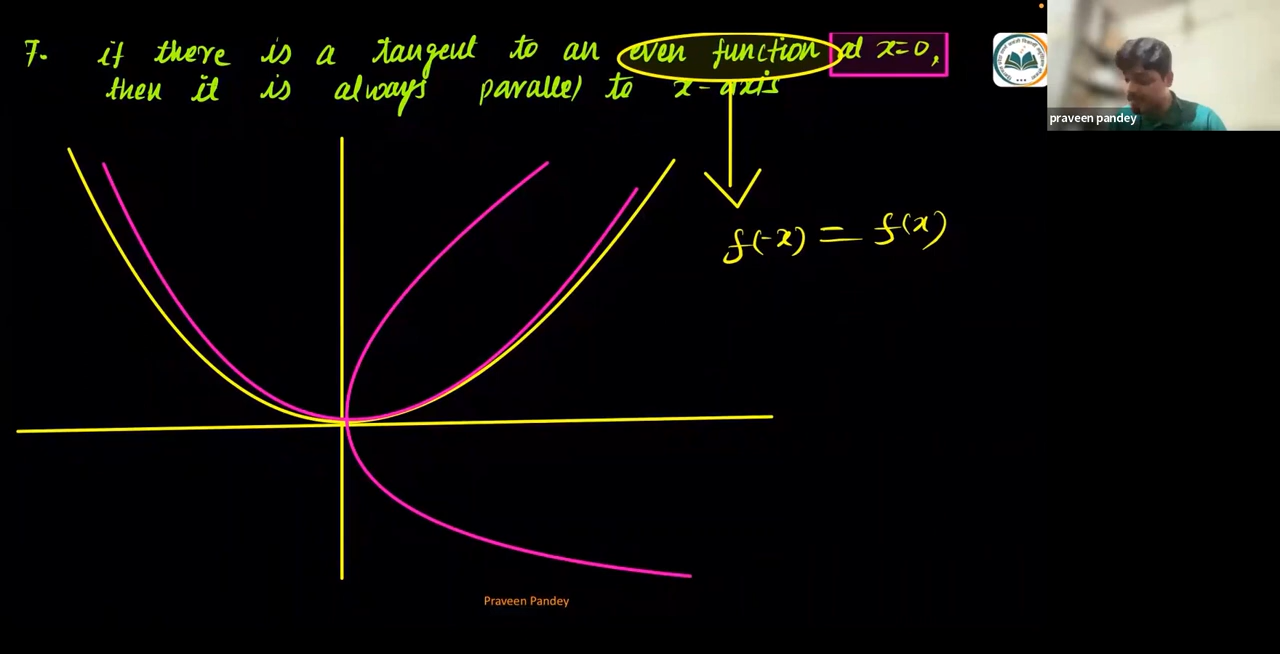 7. if there is a tangent to an even function at x=0,
then it is always parallel to x-axis
praveen pandey
f(-x) = f(x)
Praveen Pandey